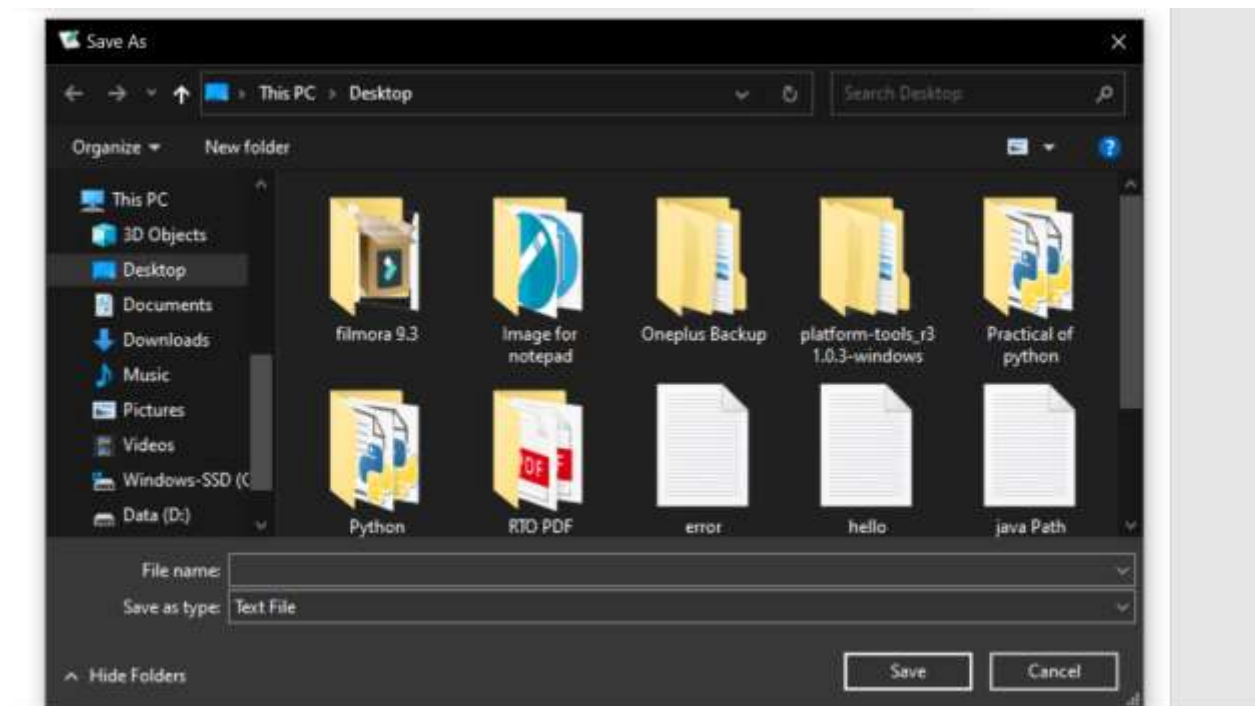 Save As
This PC > Desktop
Search Desktop
Organize
New folder
This PC
3D Objects
Desktop
Documents
Downloads
Music
Pictures
Videos
Windows-SSD (C
Data (D:)
filmora 9.3
Image for
notepad
Oneplus Backup
platform-tools_r3
1.0.3-windows
Practical of
python
Python
RTO PDF
error
hello
java Path
File name:
Save as type: Text File
Hide Folders
Save
Cancel